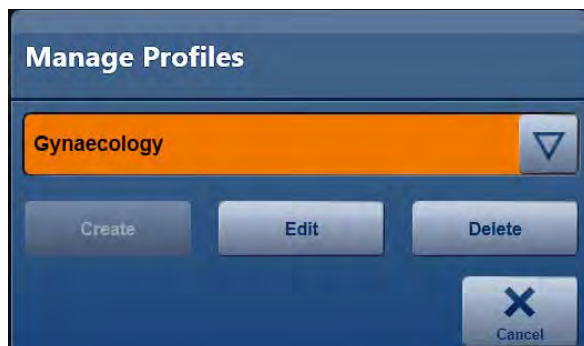 Manage Profiles
Gynaecology
Create
Edit
Delete
Cancel